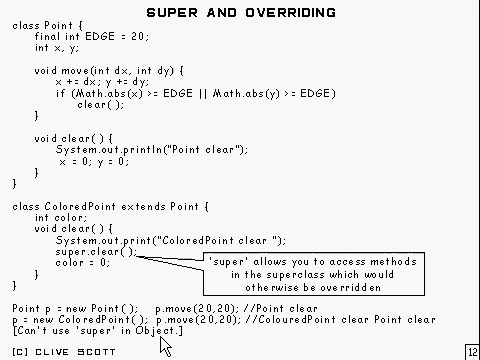 SUPER AND OVERRIDING
class Point {
final int EDGE = 20;
int x, y;
void move(int dx, int dy) {
x += dx; y += dy;
if (Math.abs(x) >= EDGE || Math.abs(y) >= EDGE)
clear( );
}
void clear( ) {
System.out.println("Point clear");
x = 0; y = 0;
}
}
class ColoredPoint extends Point {
int color;
void clear( ) {
System.out.print("ColoredPoint clear ");
super.clear( );
color = 0;
}
}
'super' allows you to access methods
in the superclass which would
otherwise be overridden
Point p = new Point( ); p.move(20,20); //Point clear
p = new ColorPoint( ); p.move(20,20); //ColouredPoint clear Point clear
[Can't use 'super' in Object.]
(C) CLIVE SCOTT
12